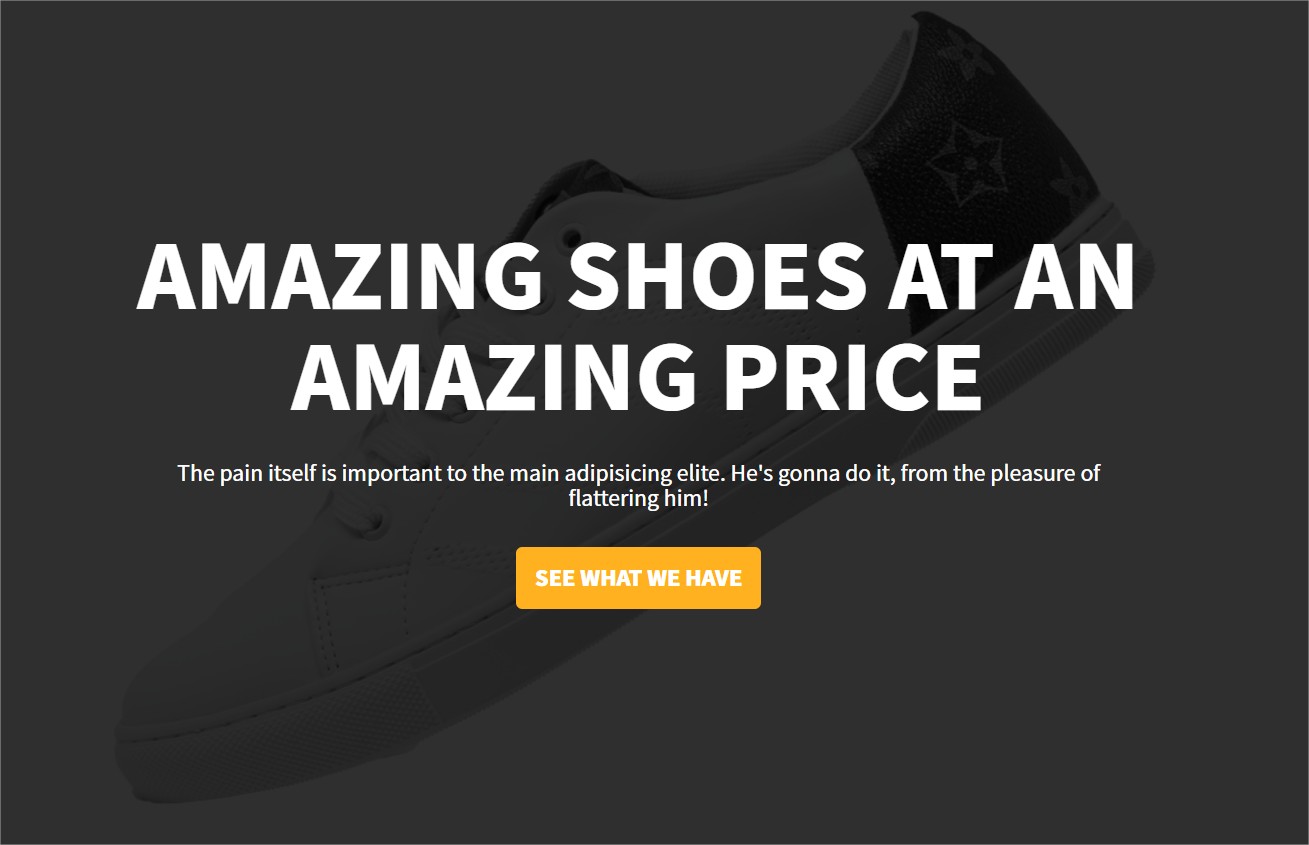 AMAZING SHOES AT AN
AMAZING PRICE
The pain itself is important to the main adipisicing elite. He's gonna do it, from the pleasure of
flattering him!
SEE WHAT WE HAVE